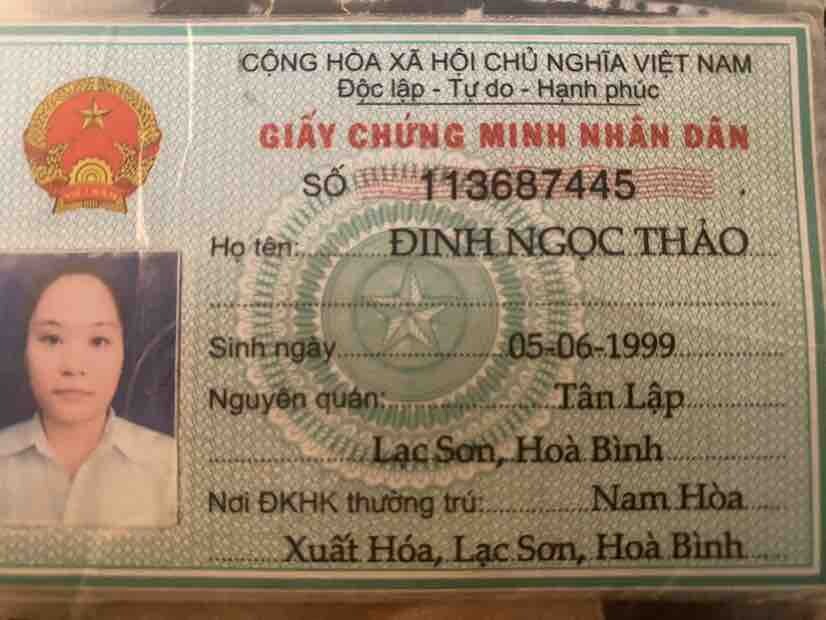 CỘNG HÒA XÃ HỘI CHỦ NGHĨA VIỆT NAM
Độc lập - Tự do - Hạnh phúc
GIẤY CHỨNG MINH NHÂN DÂN
SỐ 113687445
Họ tên: ĐINH NGỌC THẢO
Sinh ngày 05-06-1999
Nguyên quán: Tân Lập
Lạc Sơn, Hoà Bình
Nơi ĐKHK thường trú: Nam Hòa
Xuất Hóa, Lạc Sơn, Hoà Bình